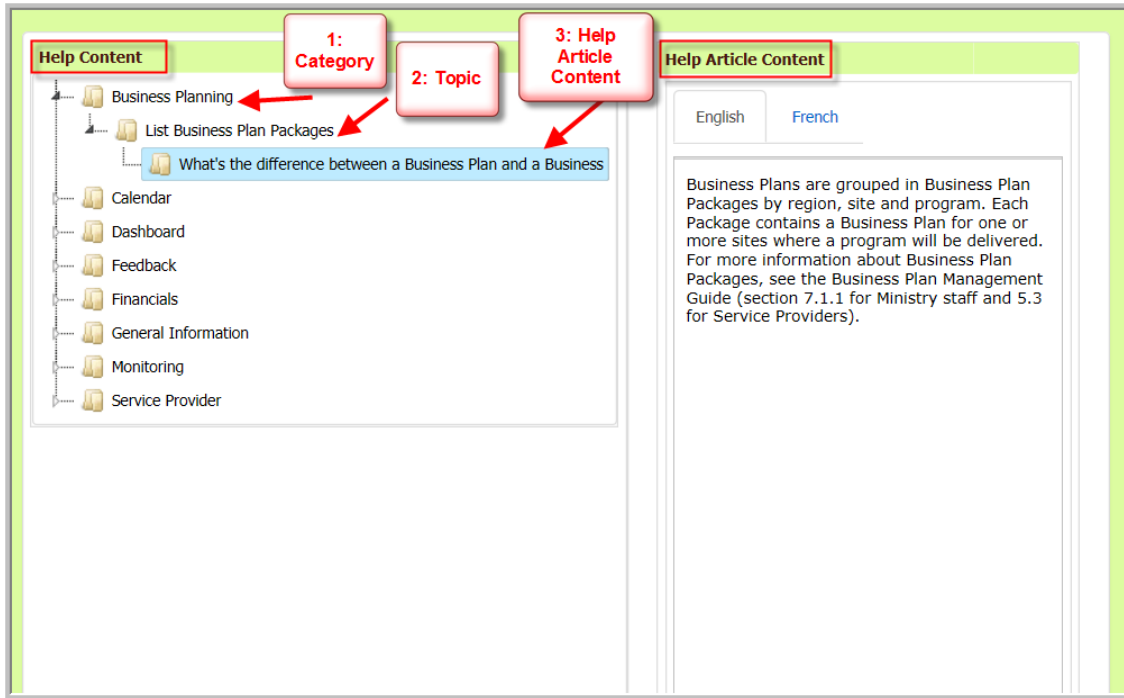 1:
Category
2: Topic
3: Help
Article
Content
Help Content
Business Planning
List Business Plan Packages
What's the difference between a Business Plan and a Business
Calendar
Dashboard
Feedback
Financials
General Information
Monitoring
Service Provider
Help Article Content
English
French
Business Plans are grouped in Business Plan
Packages by region, site and program. Each
Package contains a Business Plan for one or
more sites where a program will be delivered.
For more information about Business Plan
Packages, see the Business Plan Management
Guide (section 7.1.1 for Ministry staff and 5.3
for Service Providers).